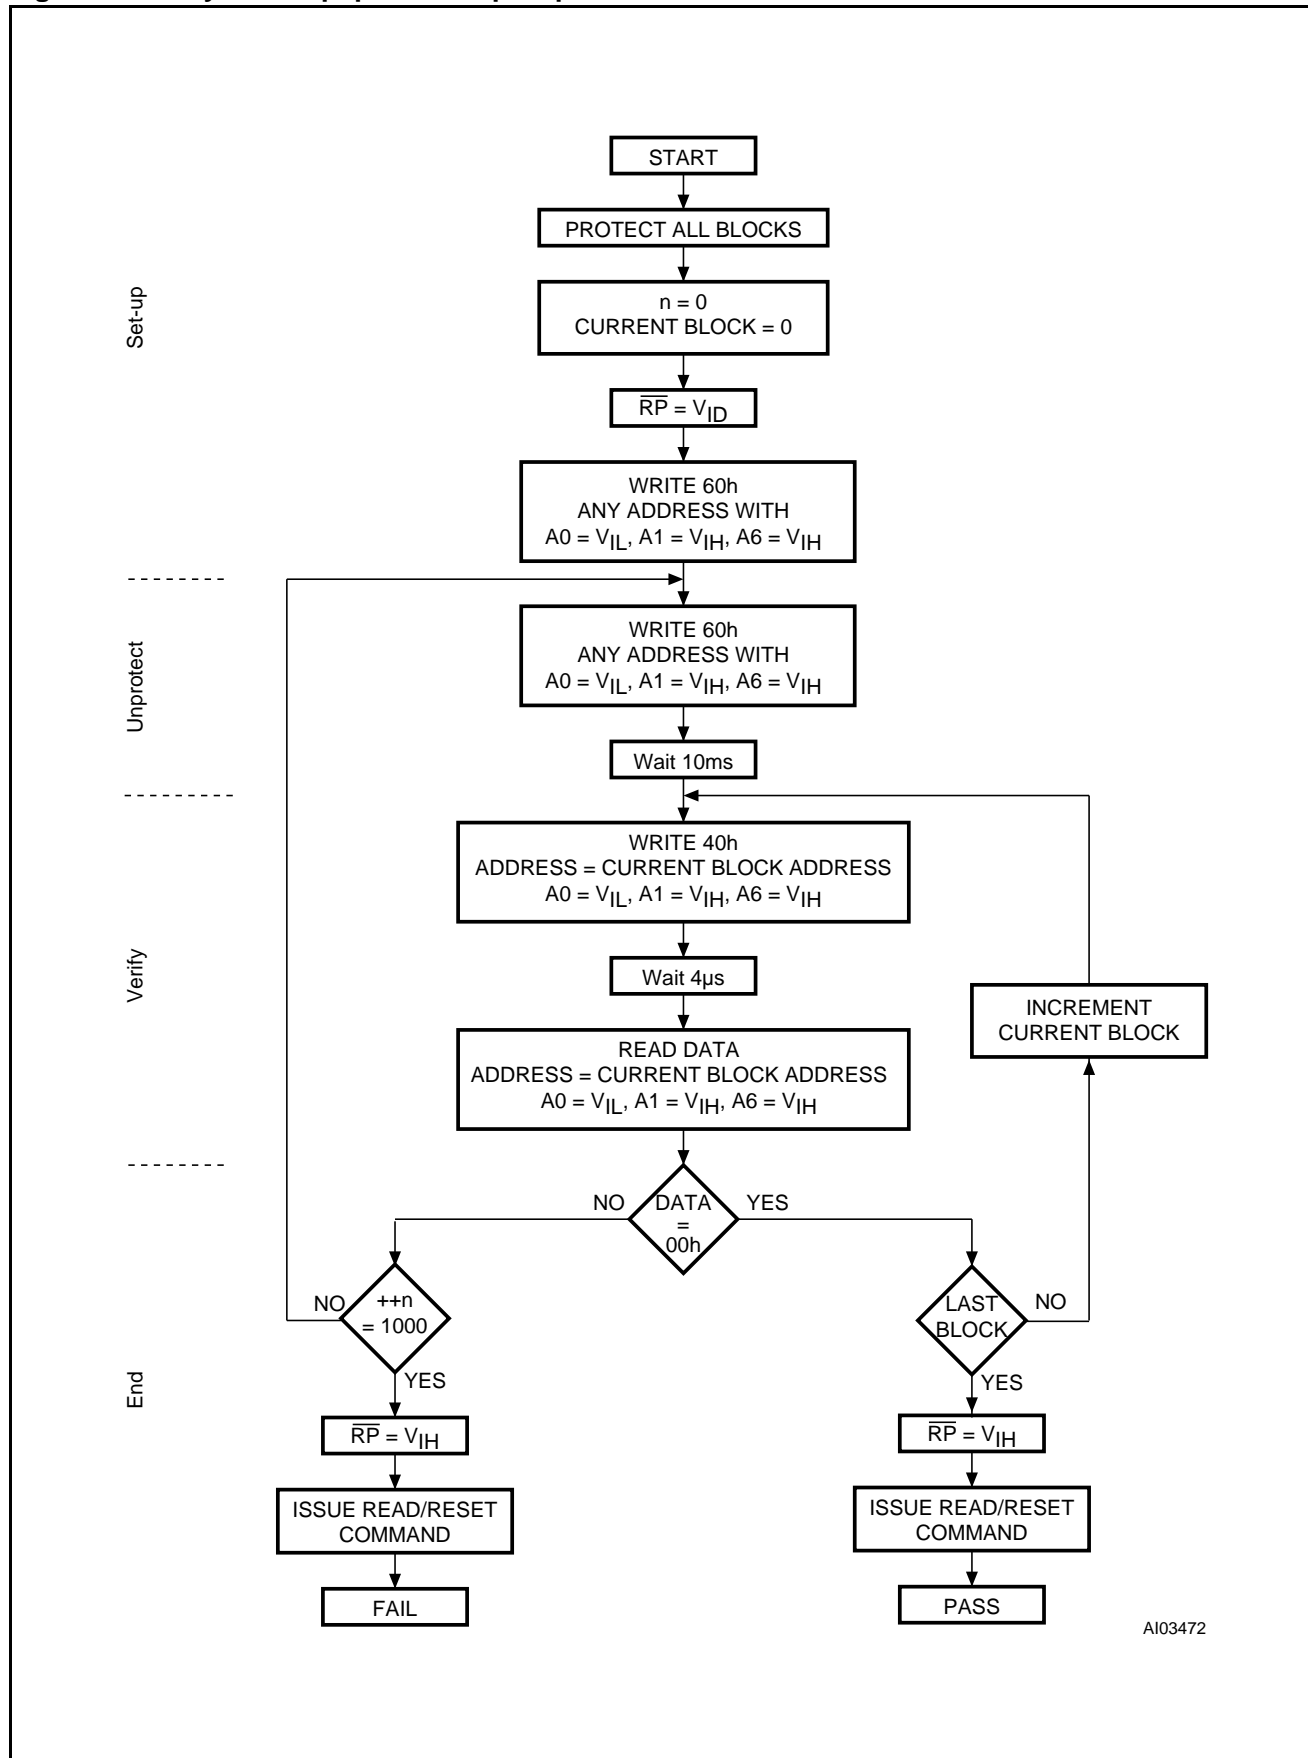 START
PROTECT ALL BLOCKS
n = 0
CURRENT BLOCK = 0
Set-up
RP = VID
WRITE 60h
ANY ADDRESS WITH
A0 = VIL, A1 = VIH, A6 = VIH
Unprotect
WRITE 60h
ANY ADDRESS WITH
A0 = VIL, A1 = VIH, A6 = VIH
Wait 10ms
Verify
WRITE 40h
ADDRESS = CURRENT BLOCK ADDRESS
A0 = VIL, A1 = VIH, A6 = VIH
Wait 4µs
INCREMENT
CURRENT BLOCK
READ DATA
ADDRESS = CURRENT BLOCK ADDRESS
A0 = VIL, A1 = VIH, A6 = VIH
End
NO
DATA
=
00h
YES
NO
++n
= 1000
YES
LAST
BLOCK
NO
YES
RP = VIH
ISSUE READ/RESET
COMMAND
FAIL
RP = VIH
ISSUE READ/RESET
COMMAND
PASS
AI03472